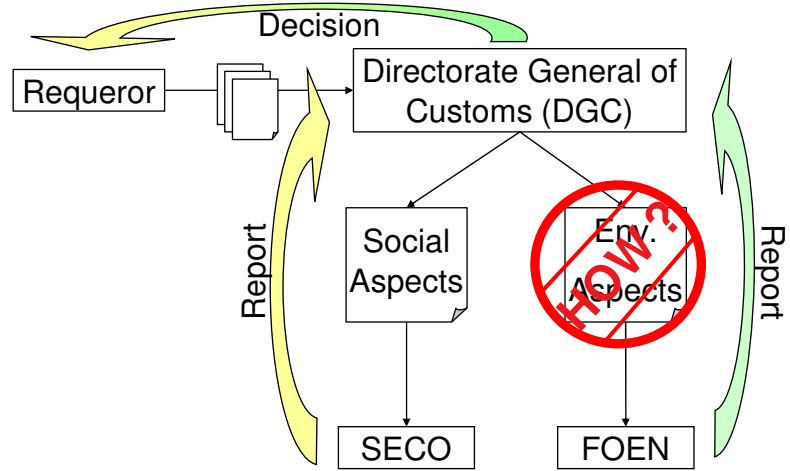 Decision
Requeror
Directorate General of
Customs (DGC)
Social
Aspects
Env.
Aspects
HOW ?
Report
Report
SECO
FOEN